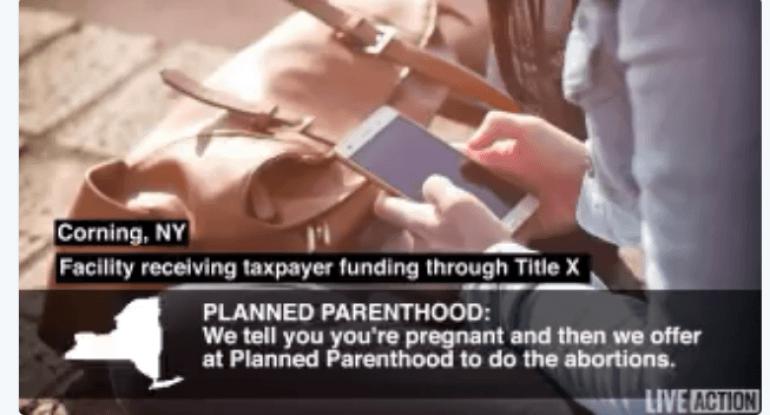 Corning, NY
Facility receiving taxpayer funding through Title X
PLANNED PARENTHOOD:
We tell you you're pregnant and then we offer
at Planned Parenthood to do the abortions.
LIVE ACTION